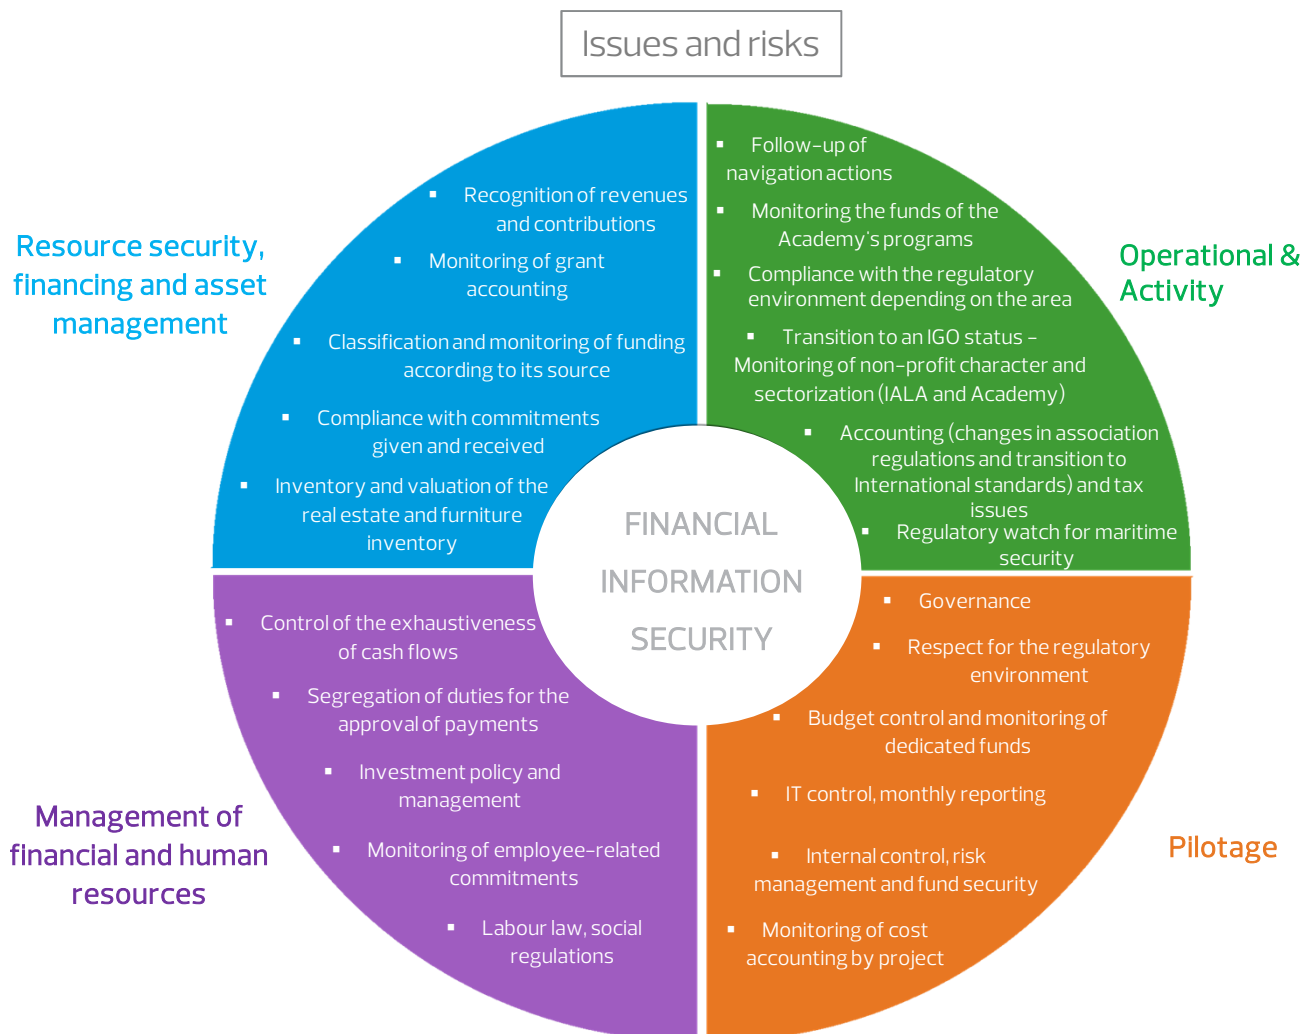 Issues and risks
Resource security,
financing and asset
management
▪ Recognition of revenues
and contributions
▪ Monitoring of grant
accounting
▪ Classification and monitoring of funding
according to its source
▪ Compliance with commitments
given and received
▪ Inventory and valuation of the
real estate and furniture
inventory
Operational &
Activity
▪ Follow-up of
navigation actions
▪ Monitoring the funds of the
Academy's programs
▪ Compliance with the regulatory
environment depending on the area
▪ Transition to an IGO status –
Monitoring of non-profit character and
sectorization (IALA and Academy)
▪ Accounting (changes in association
regulations and transition to
International standards) and tax
issues
▪ Regulatory watch for maritime
security
FINANCIAL
INFORMATION
SECURITY
Management of
financial and human
resources
▪ Control of the exhaustiveness
of cash flows
▪ Segregation of duties for the
approval of payments
▪ Investment policy and
management
▪ Monitoring of employee-related
commitments
▪ Labour law, social
regulations
Pilotage
▪ Governance
▪ Respect for the regulatory
environment
▪ Budget control and monitoring of
dedicated funds
▪ IT control, monthly reporting
▪ Internal control, risk
management and fund security
▪ Monitoring of cost
accounting by project